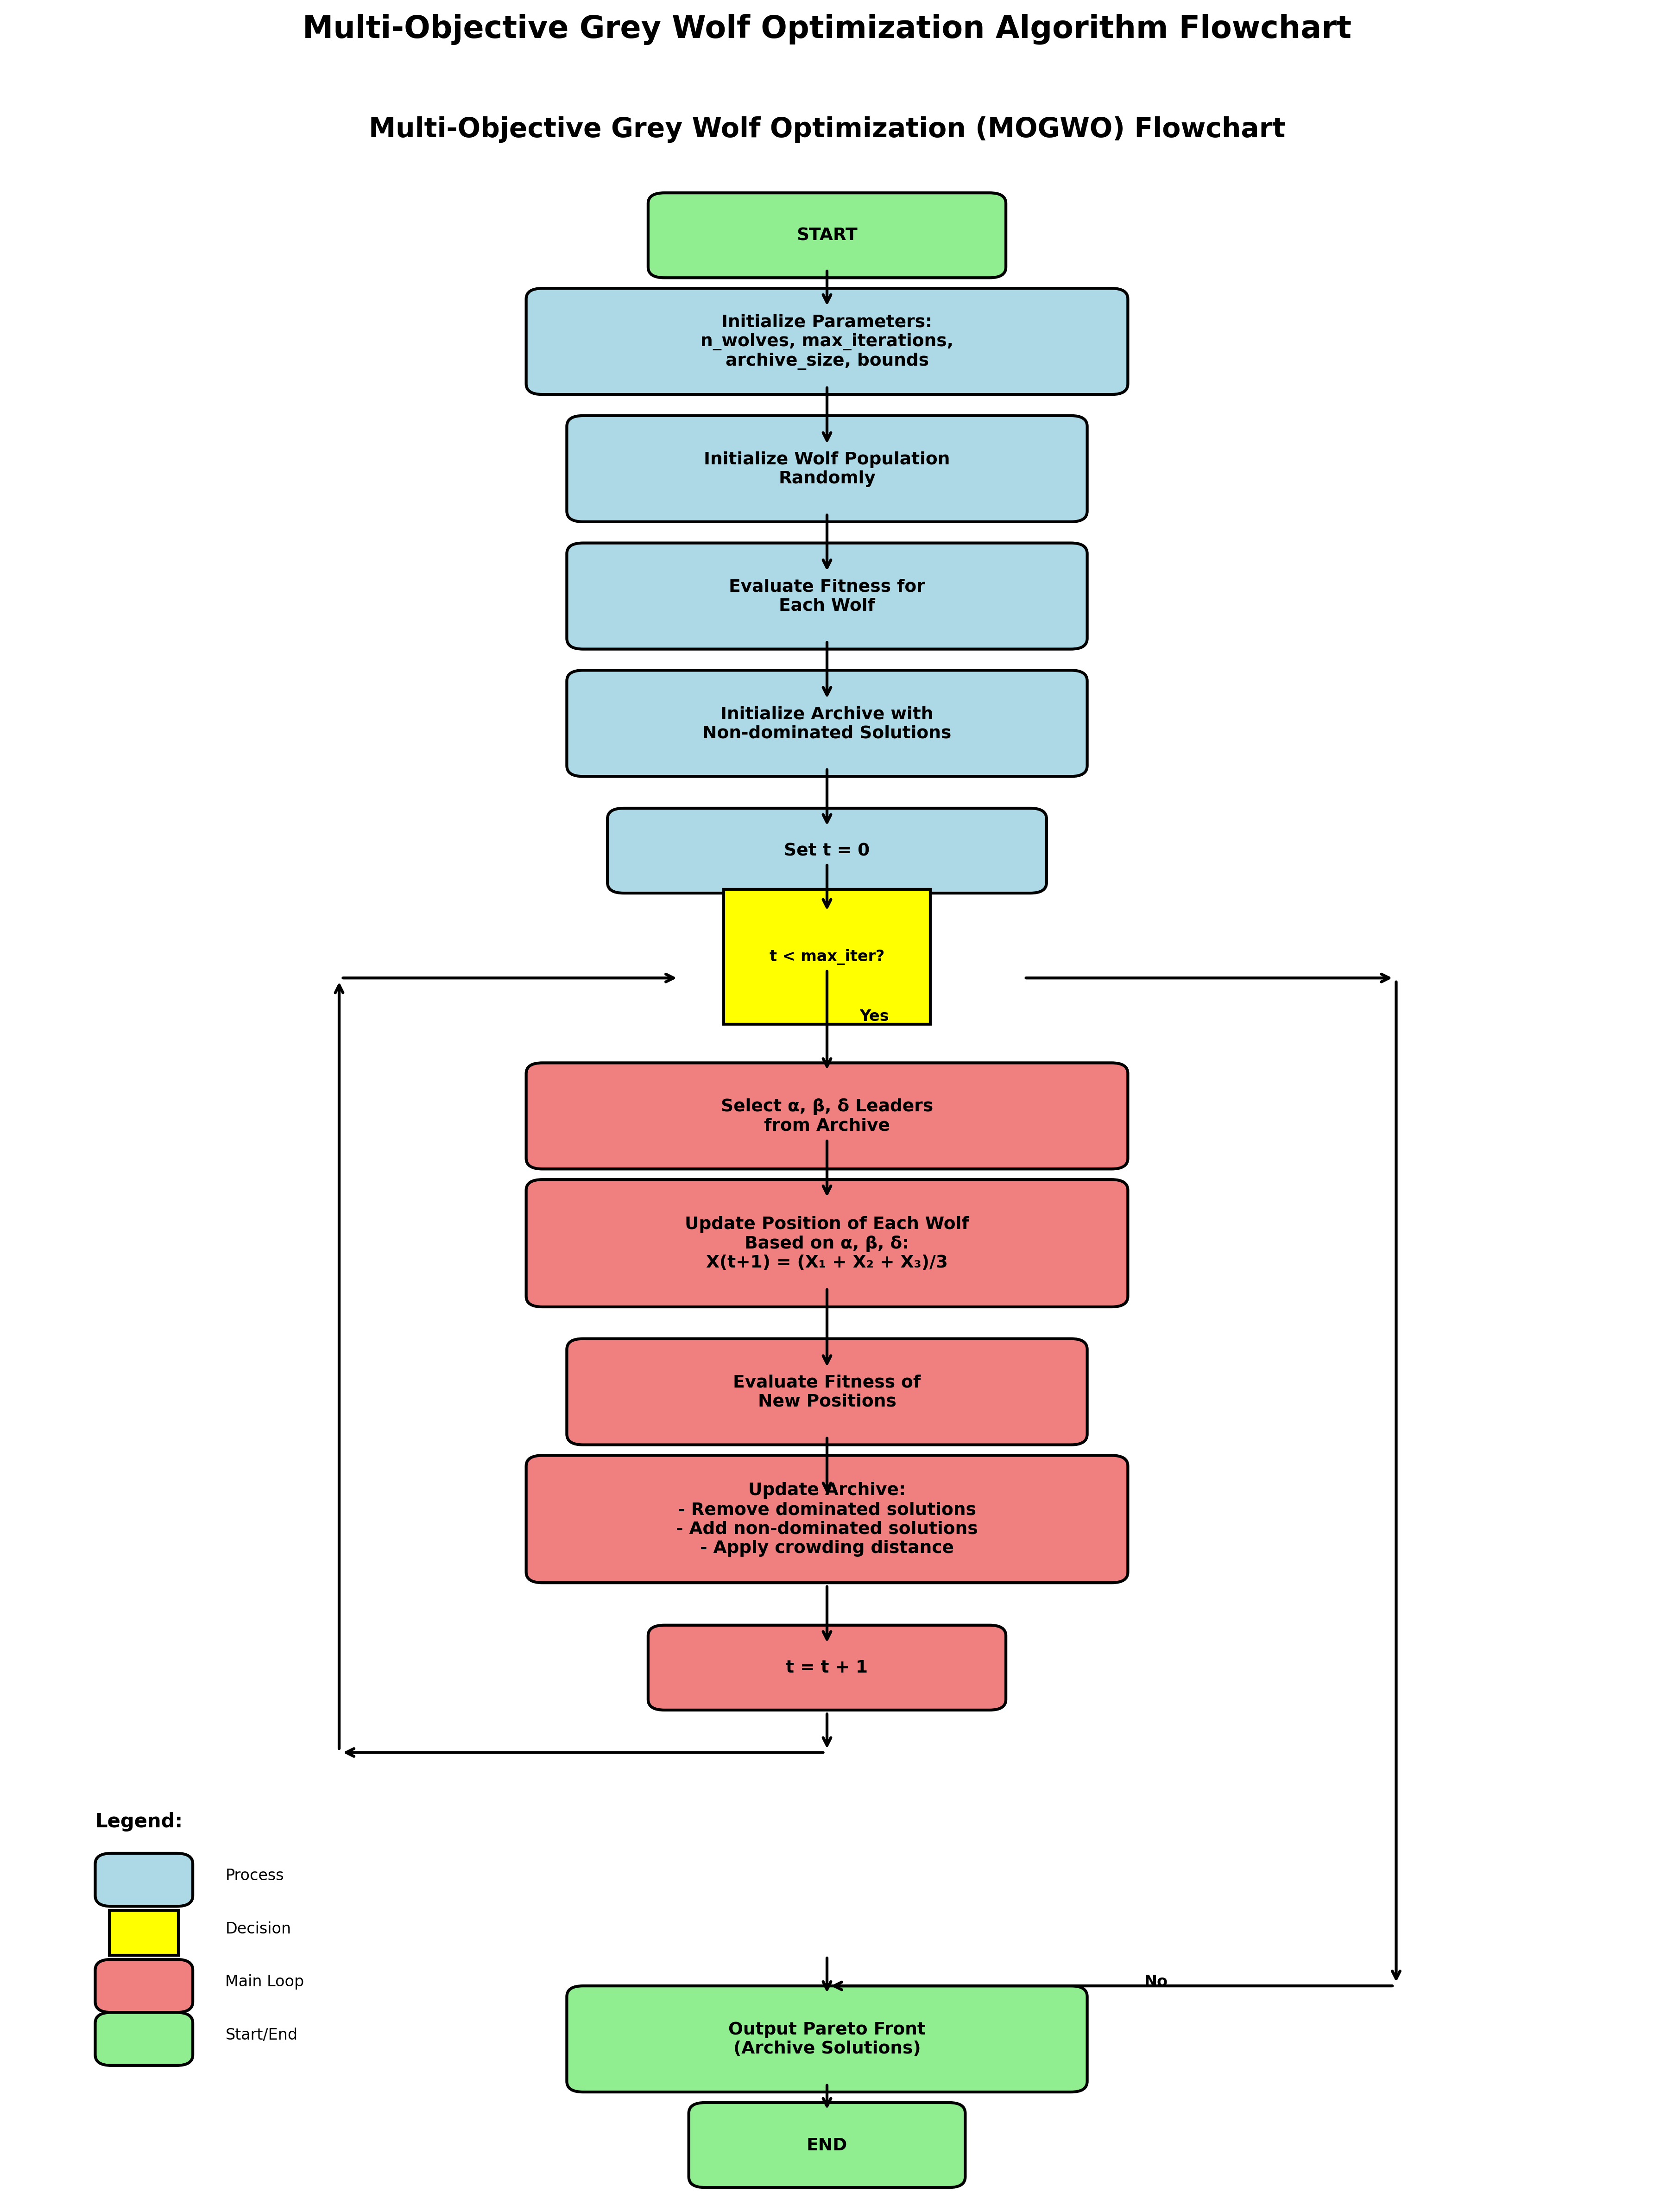 Multi-Objective Grey Wolf Optimization Algorithm Flowchart
Multi-Objective Grey Wolf Optimization (MOGWO) Flowchart
START
Initialize Parameters:
n_wolves, max_iterations,
archive_size, bounds
Initialize Wolf Population
Randomly
Evaluate Fitness for
Each Wolf
Initialize Archive with
Non-dominated Solutions
Set t = 0
t < max_iter?
Yes
Select α, β, δ Leaders
from Archive
Update Position of Each Wolf
Based on α, β, δ:
X(t+1) = (X₁ + X₂ + X₃)/3
Evaluate Fitness of
New Positions
Update Archive:
- Remove dominated solutions
- Add non-dominated solutions
- Apply crowding distance
t = t + 1
Legend:
Process
Decision
Main Loop
Start/End
No
Output Pareto Front
(Archive Solutions)
END